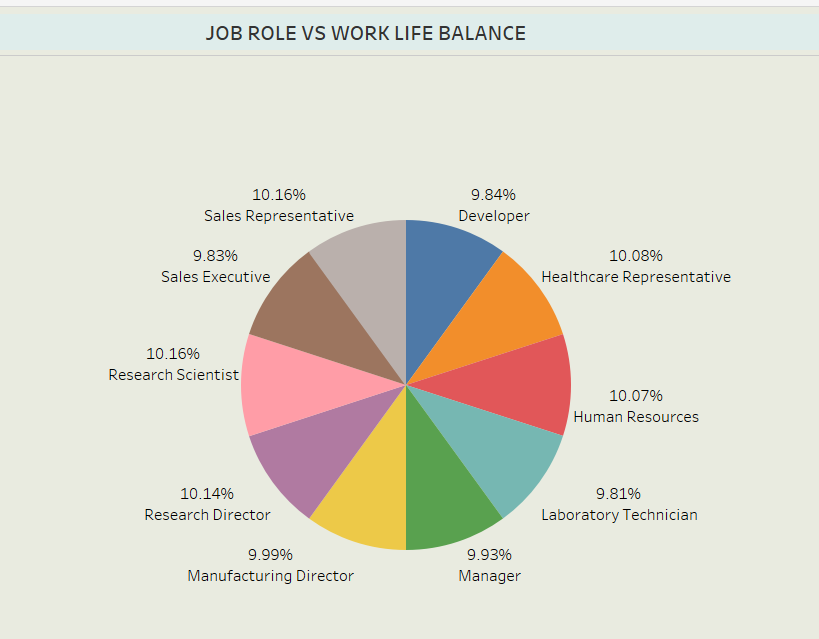 JOB ROLE VS WORK LIFE BALANCE
10.16%
Sales Representative
9.84%
Developer
9.83%
Sales Executive
10.08%
Healthcare Representative
10.16%
Research Scientist
10.07%
Human Resources
10.14%
Research Director
9.81%
Laboratory Technician
9.99%
Manufacturing Director
9.93%
Manager